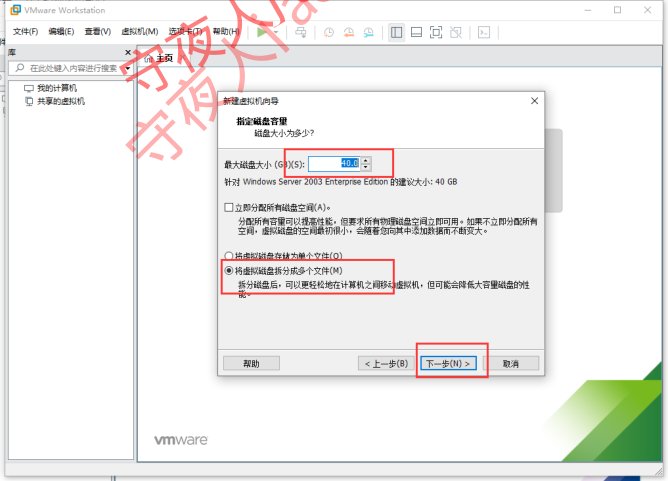 VMware Workstation
文件(F) 编辑(E) 查看(V) 虚拟机(M) 选项卡(T) 帮助(H)
库
在此处键入内容进行搜索
我的计算机
共享的虚拟机
主页
守夜人
守夜人
新建虚拟机向导
指定磁盘容量
磁盘大小为多少?
最大磁盘大小 (GB)(S): 40.0
针对 Windows Server 2003 Enterprise Edition 的建议大小: 40 GB
立即分配所有磁盘空间(A)。
分配所有容量可以提高性能，但要求所有物理磁盘空间立即可用。如果不立即分配所有
空间，虚拟磁盘的空间最初很小，会随着您向其中添加数据而不断变大。
将虚拟磁盘存储为单个文件(O)
将虚拟磁盘拆分成多个文件(M)
拆分磁盘后，可以更轻松地在计算机之间移动虚拟机，但可能会降低大容量磁盘的性
能。
帮助 < 上一步(B) 下一步(N) > 取消
vmware